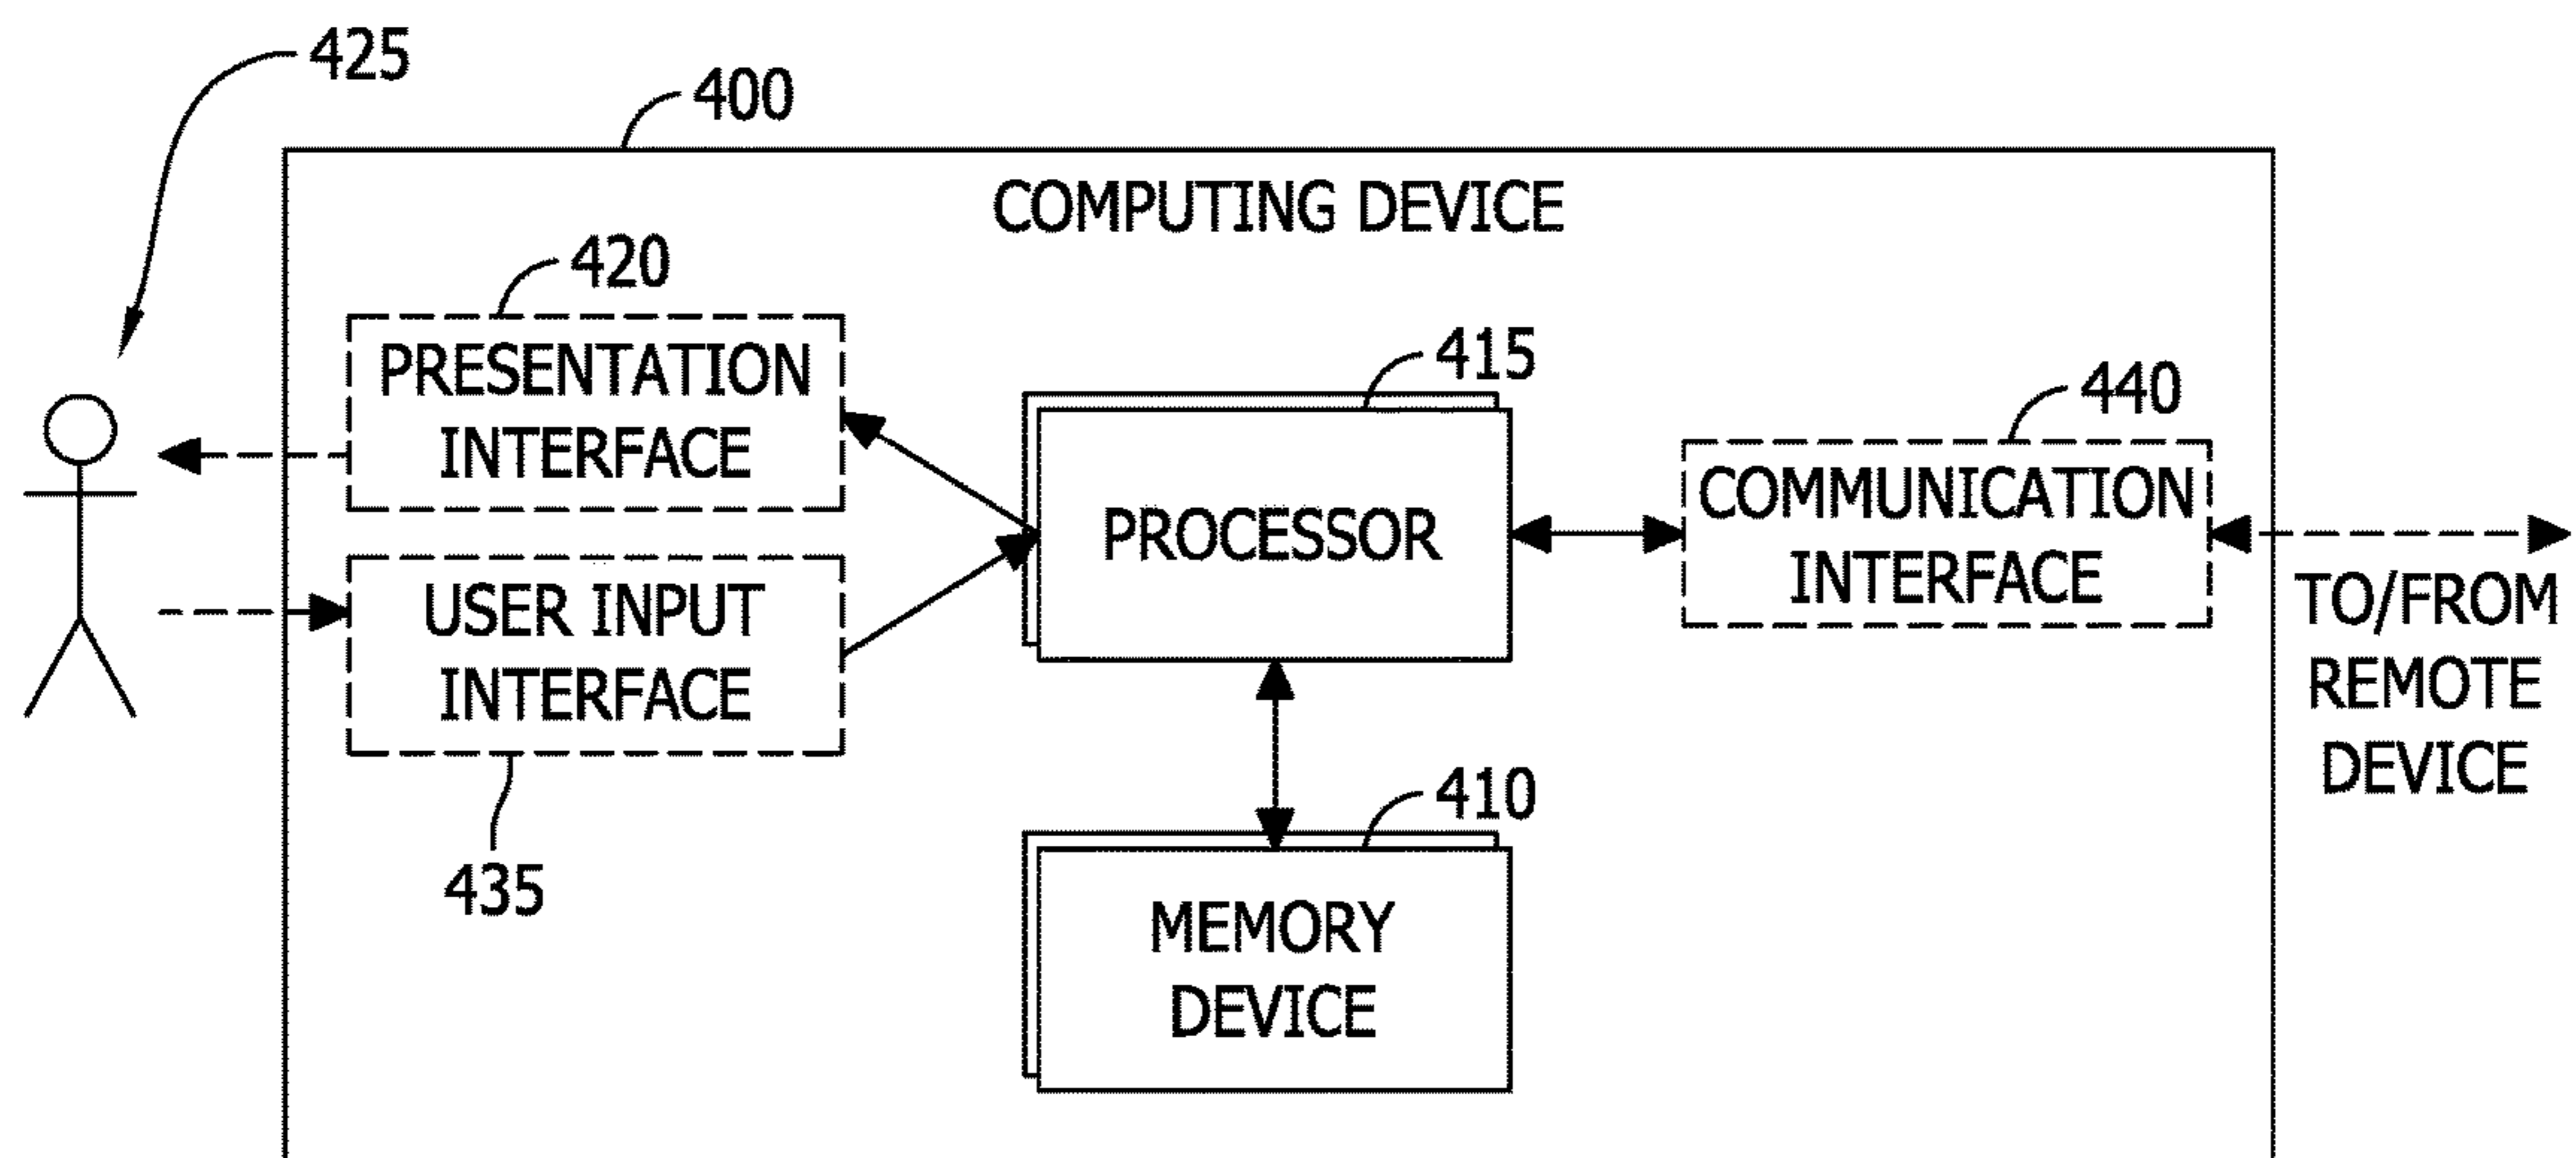 425
400
COMPUTING DEVICE
420
PRESENTATION
INTERFACE
415
PROCESSOR
440
COMMUNICATION
INTERFACE
USER INPUT
INTERFACE
435
TO/FROM
REMOTE
DEVICE
410
MEMORY
DEVICE